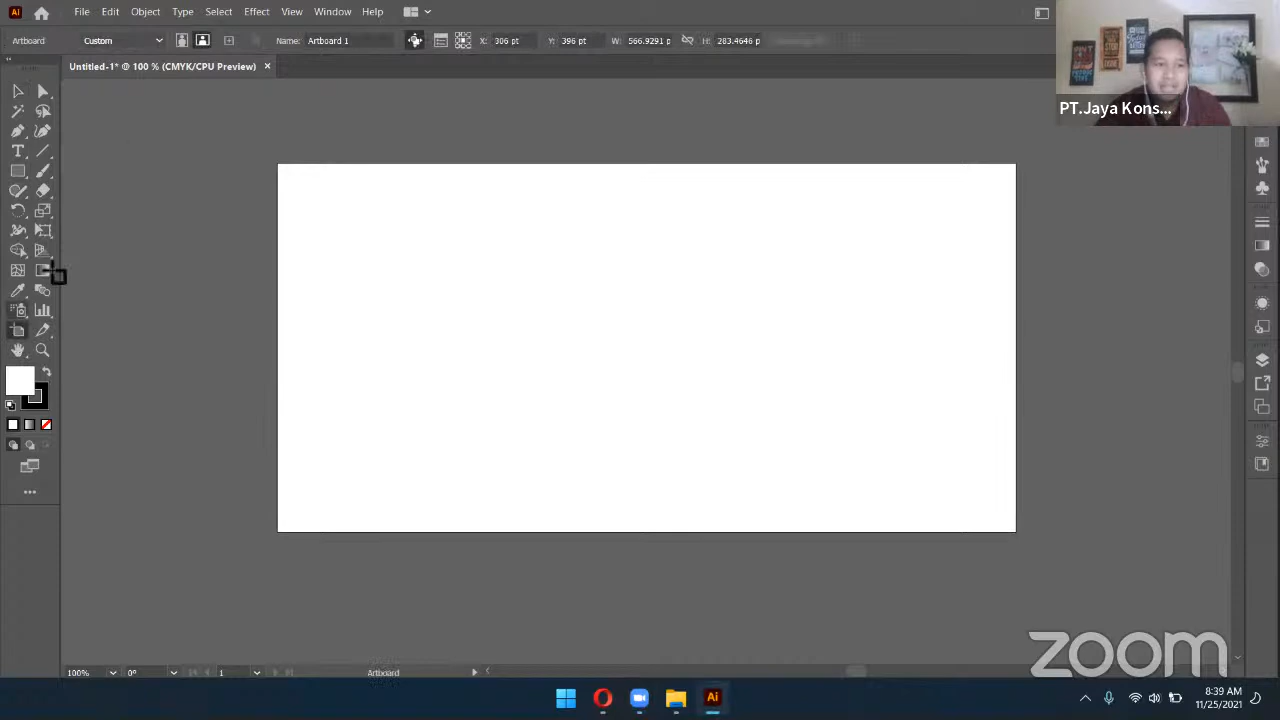 File Edit Object Type Select Effect View Window Help
Artboard Custom Name: Artboard 1 X: 306 pt Y: 396 pt W: 566.9291 p H: 283.4646 p
Untitled-1* @ 100 % (CMYK/CPU Preview) ×
PT.Jaya Kons...
zoom
100% 0° 1 Artboard
8:39 AM
11/25/2021